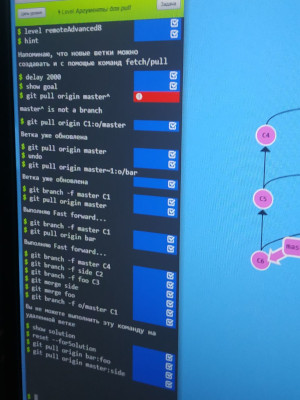 Level Аргументы для pull
Задача
$ level remoteAdvanced8
$ hint
Напоминаю, что новые ветки можно
создавать и с помощью команд fetch/pull
$ delay 2000
$ show goal
$ git pull origin master^
master^ is not a branch
$ git pull origin C1:o/master
Ветка уже обновлена
$ git pull origin master
$ undo
$ git pull origin master~1:o/bar
Ветка уже обновлена
$ git branch -f master C1
$ git pull origin master
Выполняю Fast forward...
$ git branch -f master C1
$ git pull origin bar
Выполняю Fast forward...
$ git branch -f master C4
$ git branch -f side C2
$ git branch -f foo C3
$ git merge side
$ git merge foo
$ git branch -f o/master C1
Вы не можете выполнить эту команду на
удаленной ветке
$ show solution
$ reset --forSolution
$ git pull origin bar:foo
$ git pull origin master:side
$
C4
C5
C6
mas